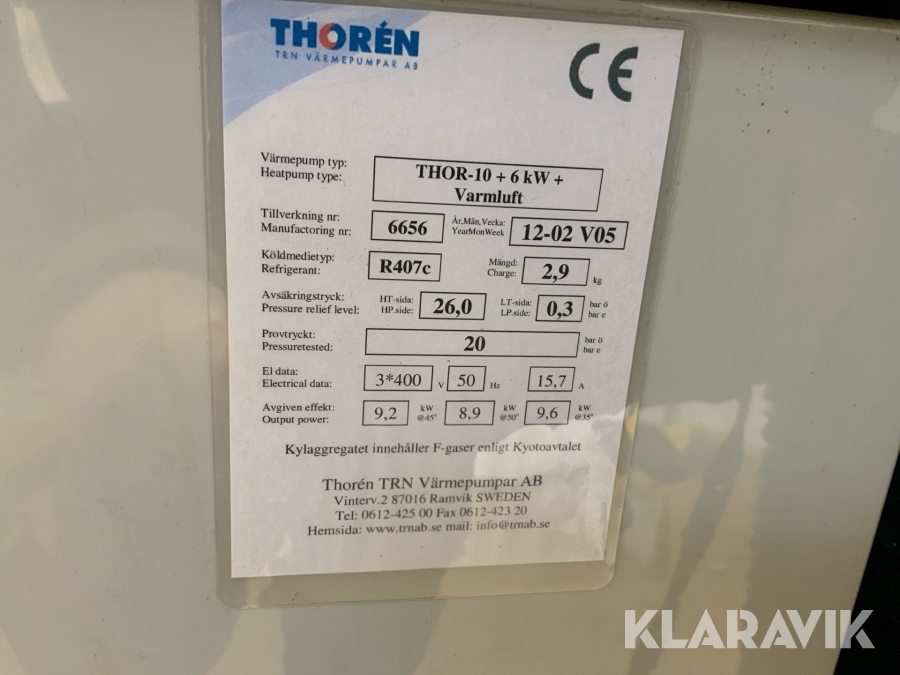 THORÉN
TRN VÄRMEPUMPAR AB
CE
Värmepump typ:
Heatpump type:
THOR-10 + 6 kW +
Varmluft
Tillverkning nr:
Manufactoring nr:
6656
År,Mån,Vecka:
YearMonWeek
12-02 V05
Köldmedietyp:
Refrigerant:
R407c
Mängd:
Charge:
2,9
kg
Avsäkringstryck:
Pressure relief level:
HT-sida:
HP.side:
26,0
LT-sida:
LP.side:
0,3
bar ö
bar e
Provtryckt:
Pressuretested:
20
bar ö
bar e
El data:
Electrical data:
3*400
V
50
Hz
15,7
A
Avgiven effekt:
Output power:
9,2
kW
@45°
8,9
kW
@50°
9,6
kW
@35°
Kylaggregatet innehåller F-gaser enligt Kyotoavtalet
Thorén TRN Värmepumpar AB
Vinterv.2 87016 Ramvik SWEDEN
Tel: 0612-425 00 Fax 0612-423 20
Hemsida: www.trnab.se mail: info@trnab.se
KLARAVIK